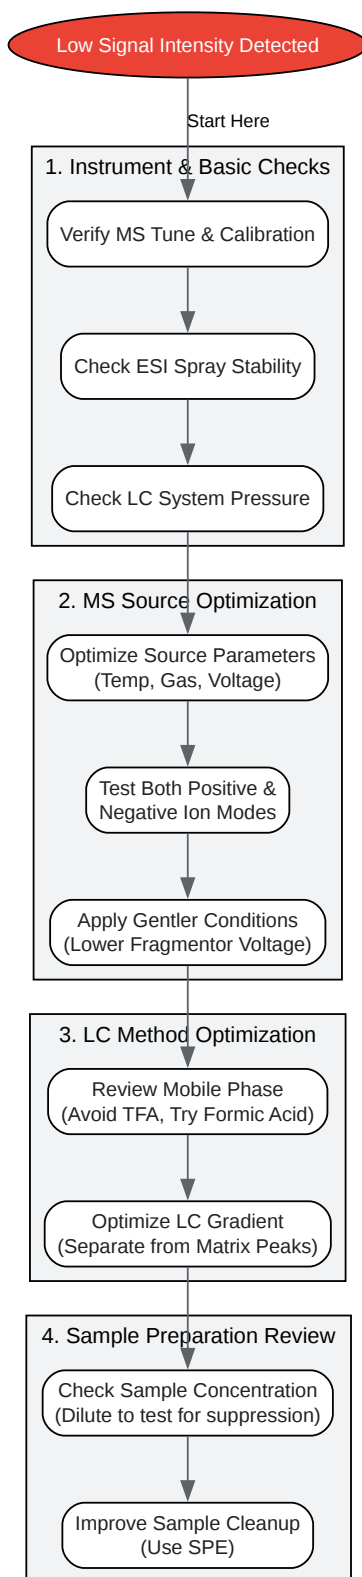 Low Signal Intensity Detected
Start Here
1. Instrument & Basic Checks
Verify MS Tune & Calibration
Check ESI Spray Stability
Check LC System Pressure
2. MS Source Optimization
Optimize Source Parameters
(Temp, Gas, Voltage)
Test Both Positive &
Negative Ion Modes
Apply Gentler Conditions
(Lower Fragmentor Voltage)
3. LC Method Optimization
Review Mobile Phase
(Avoid TFA, Try Formic Acid)
Optimize LC Gradient
(Separate from Matrix Peaks)
4. Sample Preparation Review
Check Sample Concentration
(Dilute to test for suppression)
Improve Sample Cleanup
(Use SPE)